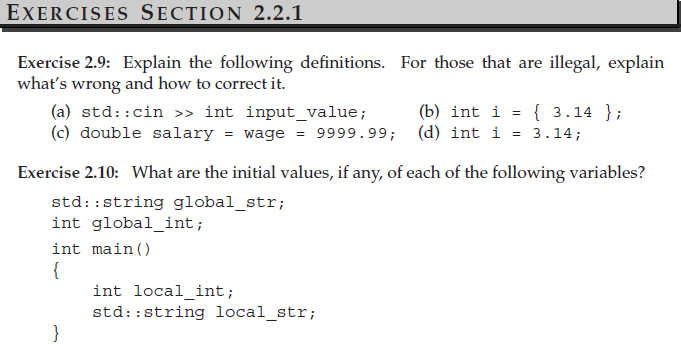 EXERCISES SECTION 2.2.1
Exercise 2.9: Explain the following definitions. For those that are illegal, explain
what's wrong and how to correct it.
(a) std::cin >> int input_value; (b) int i = { 3.14 };
(c) double salary = wage = 9999.99; (d) int i = 3.14;
Exercise 2.10: What are the initial values, if any, of each of the following variables?
std::string global_str;
int global_int;
int main()
{
int local_int;
std::string local_str;
}